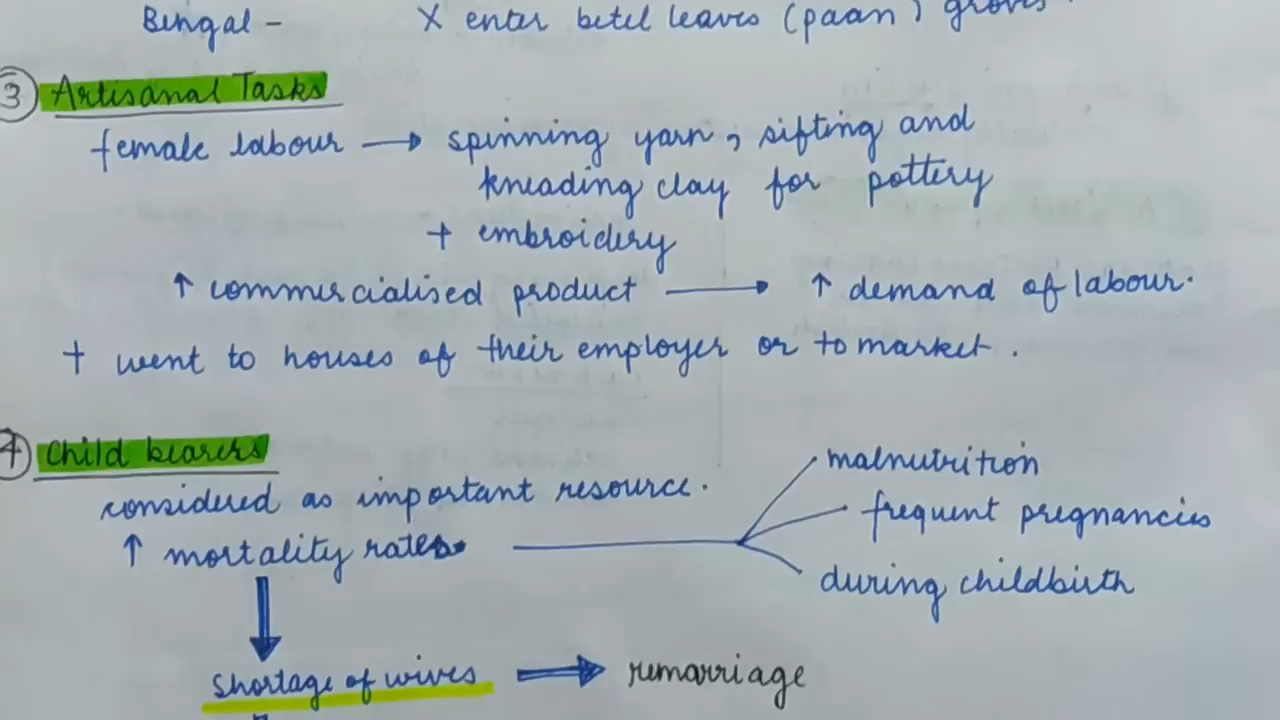 Bengal - X enter betel leaves (paan) groves
3 Artisanal Tasks
female labour → spinning yarn, sifting and
kneading clay for pottery
+ embroidery
↑ commercialised product → ↑ demand of labour.
+ went to houses of their employer or to market.
4 Child bearers
considered as important resource.
↑ mortality rates
malnutrition
frequent pregnancies
during childbirth
Shortage of wives → remarriage